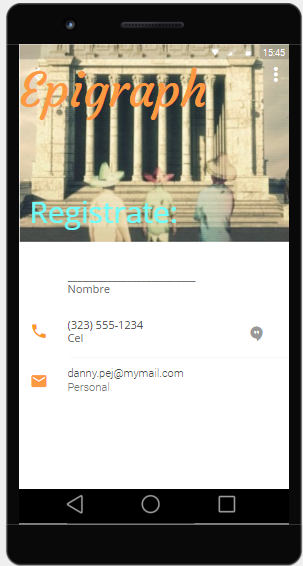 15:45
Epigraph
Registrate:
Nombre
(323) 555-1234
Cel
danny.pej@mymail.com
Personal